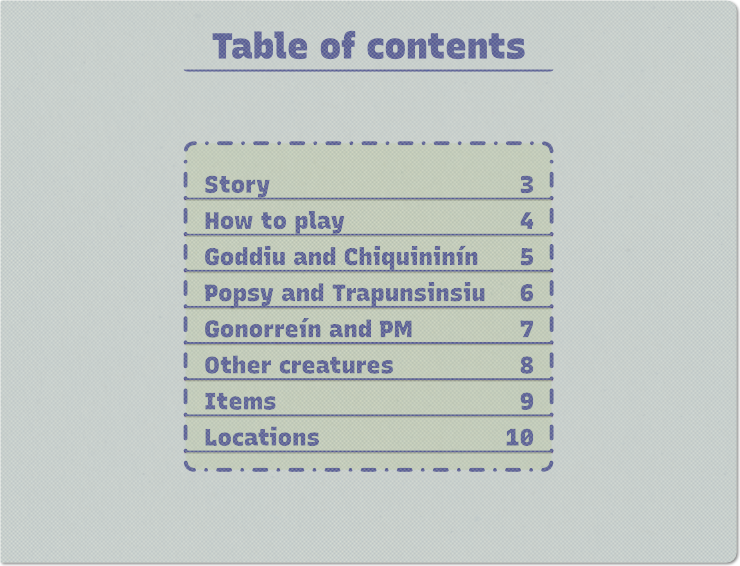 Table of contents
Story 3
How to play 4
Goddiu and Chiquininín 5
Popsy and Trapunsinsiu 6
Gonorreín and PM 7
Other creatures 8
Items 9
Locations 10